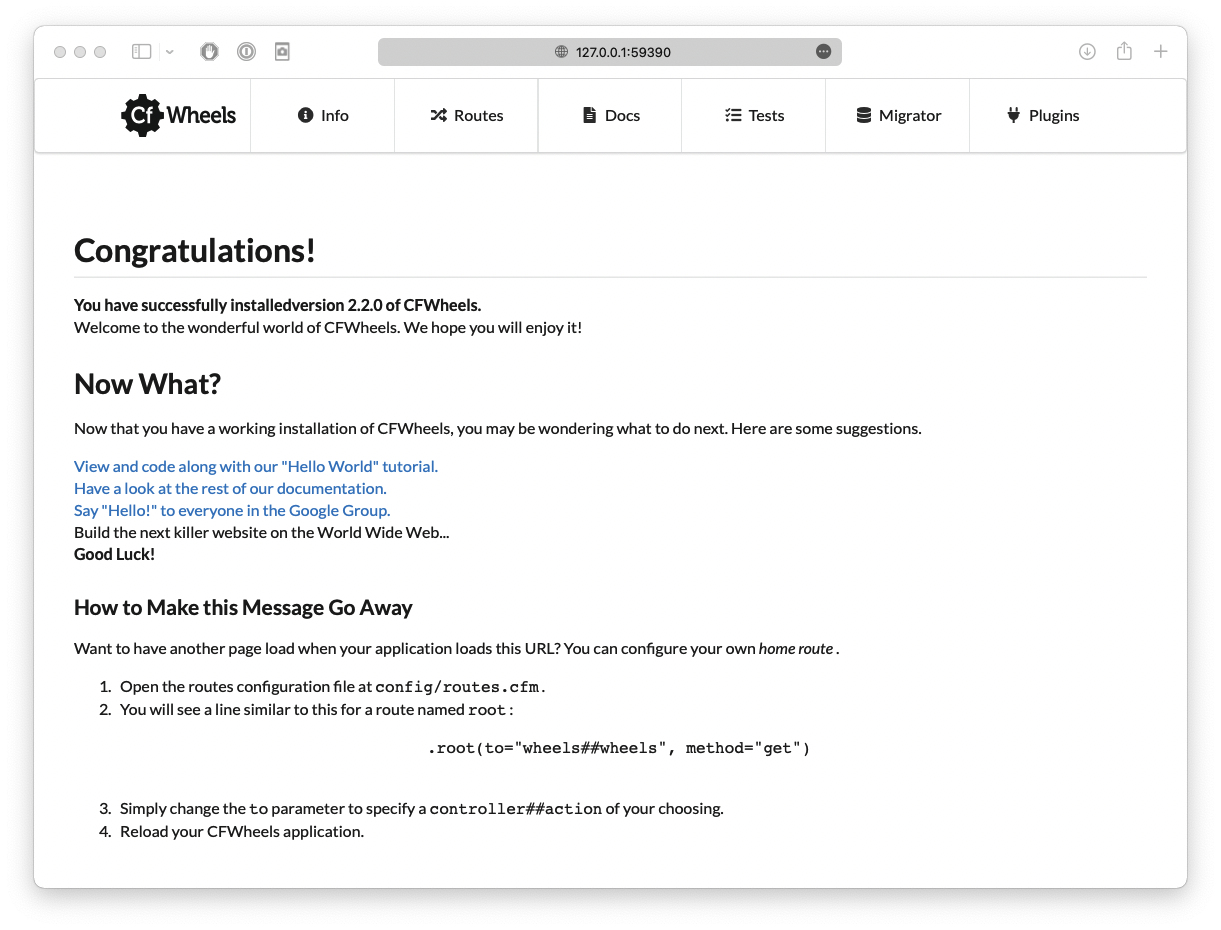 127.0.0.1:59390
Cf Wheels
Info
Routes
Docs
Tests
Migrator
Plugins
Congratulations!
You have successfully installedversion 2.2.0 of CFWheels.
Welcome to the wonderful world of CFWheels. We hope you will enjoy it!
Now What?
Now that you have a working installation of CFWheels, you may be wondering what to do next. Here are some suggestions.
View and code along with our "Hello World" tutorial.
Have a look at the rest of our documentation.
Say "Hello!" to everyone in the Google Group.
Build the next killer website on the World Wide Web...
Good Luck!
How to Make this Message Go Away
Want to have another page load when your application loads this URL? You can configure your own home route .
1. Open the routes configuration file at config/routes.cfm.
2. You will see a line similar to this for a route named root:
.root(to="wheels##wheels", method="get")
3. Simply change the to parameter to specify a controller##action of your choosing.
4. Reload your CFWheels application.